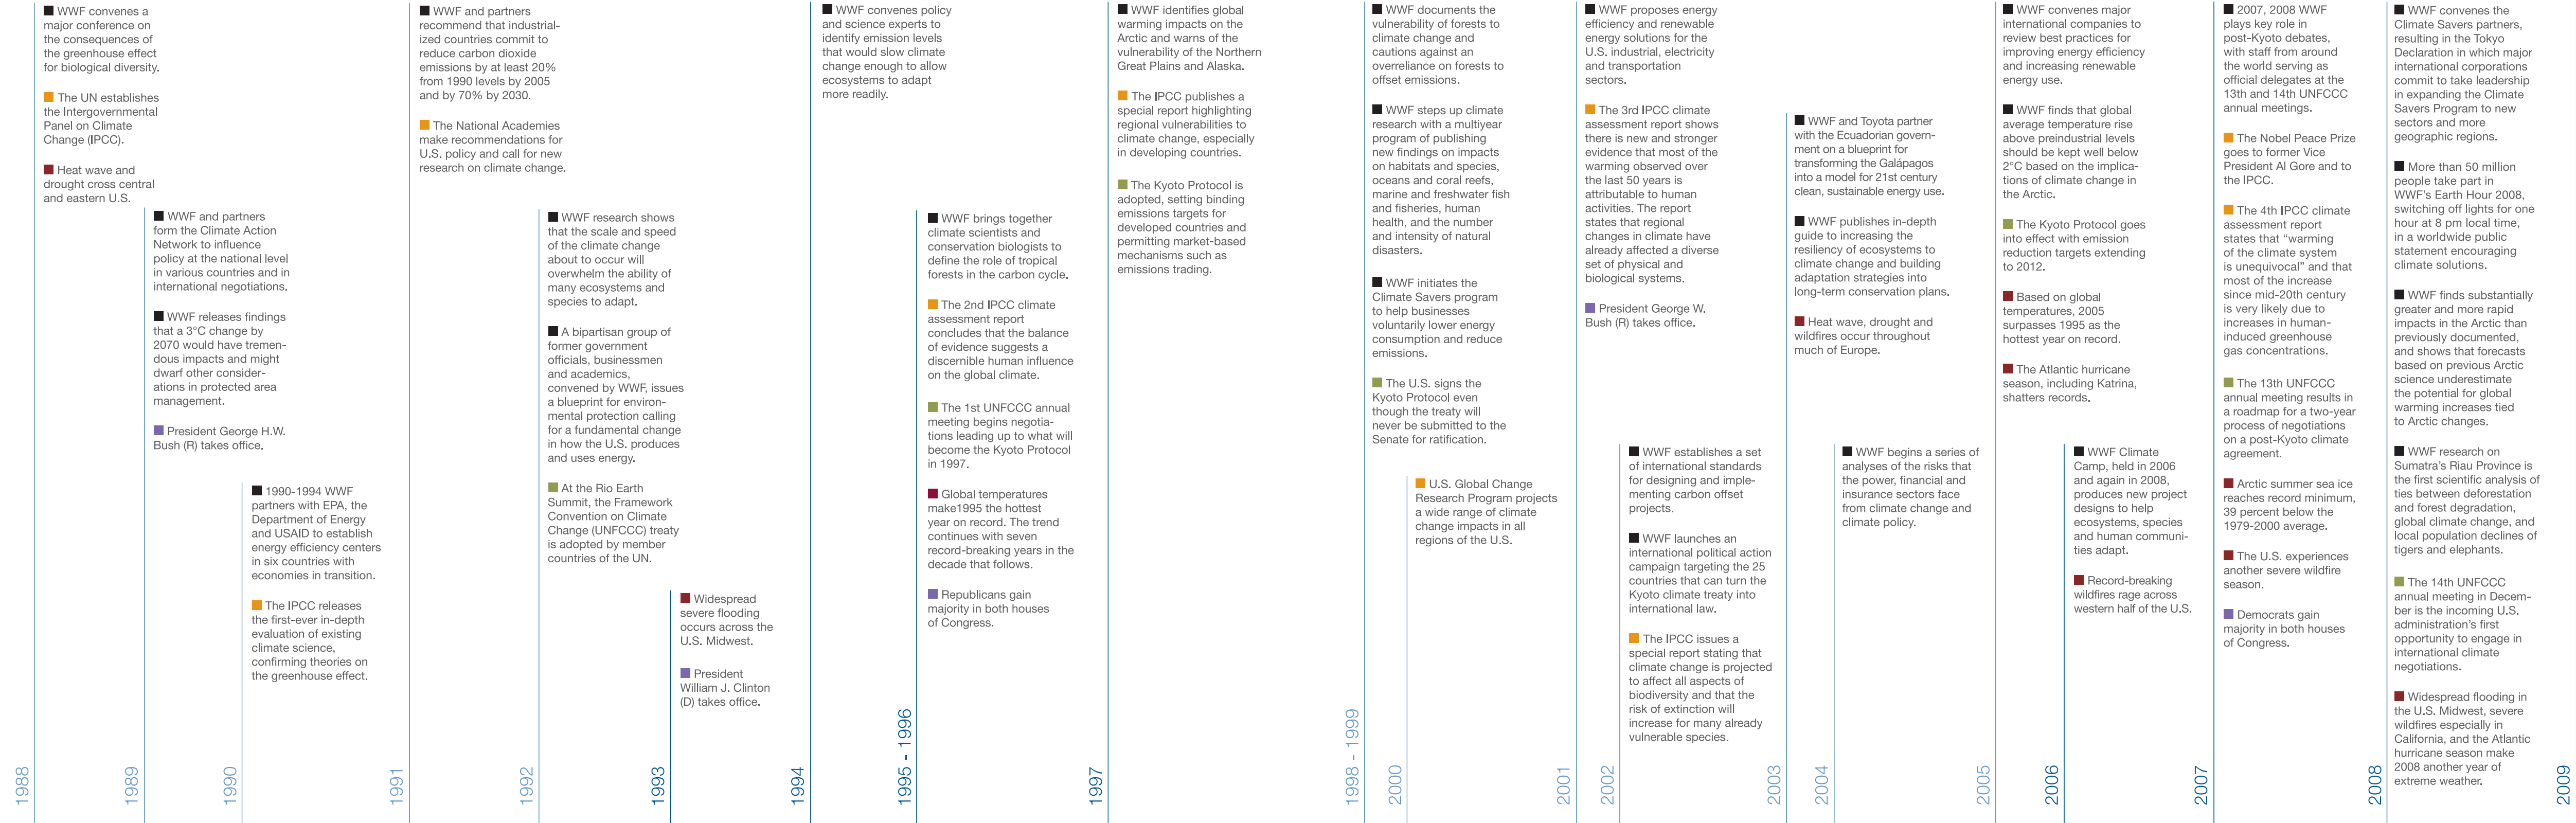 WWF convenes a
major conference on
the consequences of
the greenhouse effect
for biological diversity.
The UN establishes
the Intergovernmental
Panel on Climate
Change (IPCC).
Heat wave and
drought cross central
and eastern U.S.
1988
WWF and partners
form the Climate Action
Network to influence
policy at the national level
in various countries and in
international negotiations.
WWF releases findings
that a 3°C change by
2070 would have tremen-
dous impacts and might
dwarf other consider-
ations in protected area
management.
President George H.W.
Bush (R) takes office.
1989
1990-1994 WWF
partners with EPA, the
Department of Energy
and USAID to establish
energy efficiency centers
in six countries with
economies in transition.
The IPCC releases
the first-ever in-depth
evaluation of existing
climate science,
confirming theories on
the greenhouse effect.
1990
WWF and partners
recommend that industrial-
ized countries commit to
reduce carbon dioxide
emissions by at least 20%
from 1990 levels by 2005
and by 70% by 2030.
The National Academies
make recommendations for
U.S. policy and call for new
research on climate change.
1991
WWF research shows
that the scale and speed
of the climate change
about to occur will
overwhelm the ability of
many ecosystems and
species to adapt.
A bipartisan group of
former government
officials, businessmen
and academics,
convened by WWF, issues
a blueprint for environ-
mental protection calling
for a fundamental change
in how the U.S. produces
and uses energy.
At the Rio Earth
Summit, the Framework
Convention on Climate
Change (UNFCCC) treaty
is adopted by member
countries of the UN.
1992
Widespread
severe flooding
occurs across the
U.S. Midwest.
President
William J. Clinton
(D) takes office.
1993
WWF convenes policy
and science experts to
identify emission levels
that would slow climate
change enough to allow
ecosystems to adapt
more readily.
1994
WWF brings together
climate scientists and
conservation biologists to
define the role of tropical
forests in the carbon cycle.
The 2nd IPCC climate
assessment report
concludes that the balance
of evidence suggests a
discernible human influence
on the global climate.
The 1st UNFCCC annual
meeting begins negotia-
tions leading up to what will
become the Kyoto Protocol
in 1997.
Global temperatures
make1995 the hottest
year on record. The trend
continues with seven
record-breaking years in the
decade that follows.
Republicans gain
majority in both houses
of Congress.
1995 - 1996
WWF identifies global
warming impacts on the
Arctic and warns of the
vulnerability of the Northern
Great Plains and Alaska.
The IPCC publishes a
special report highlighting
regional vulnerabilities to
climate change, especially
in developing countries.
The Kyoto Protocol is
adopted, setting binding
emissions targets for
developed countries and
permitting market-based
mechanisms such as
emissions trading.
1997
WWF documents the
vulnerability of forests to
climate change and
cautions against an
overreliance on forests to
offset emissions.
WWF steps up climate
research with a multiyear
program of publishing
new findings on impacts
on habitats and species,
oceans and coral reefs,
marine and freshwater fish
and fisheries, human
health, and the number
and intensity of natural
disasters.
WWF initiates the
Climate Savers program
to help businesses
voluntarily lower energy
consumption and reduce
emissions.
The U.S. signs the
Kyoto Protocol even
though the treaty will
never be submitted to the
Senate for ratification.
1998 - 1999
U.S. Global Change
Research Program projects
a wide range of climate
change impacts in all
regions of the U.S.
2000
WWF proposes energy
efficiency and renewable
energy solutions for the
U.S. industrial, electricity
and transportation
sectors.
The 3rd IPCC climate
assessment report shows
there is new and stronger
evidence that most of the
warming observed over
the last 50 years is
attributable to human
activities. The report
states that regional
changes in climate have
already affected a diverse
set of physical and
biological systems.
President George W.
Bush (R) takes office.
2001
WWF establishes a set
of international standards
for designing and imple-
menting carbon offset
projects.
WWF launches an
international political action
campaign targeting the 25
countries that can turn the
Kyoto climate treaty into
international law.
The IPCC issues a
special report stating that
climate change is projected
to affect all aspects of
biodiversity and that the
risk of extinction will
increase for many already
vulnerable species.
2002
WWF and Toyota partner
with the Ecuadorian govern-
ment on a blueprint for
transforming the Galápagos
into a model for 21st century
clean, sustainable energy use.
WWF publishes in-depth
guide to increasing the
resiliency of ecosystems to
climate change and building
adaptation strategies into
long-term conservation plans.
Heat wave, drought and
wildfires occur throughout
much of Europe.
2003
WWF begins a series of
analyses of the risks that
the power, financial and
insurance sectors face
from climate change and
climate policy.
2004
WWF convenes major
international companies to
review best practices for
improving energy efficiency
and increasing renewable
energy use.
WWF finds that global
average temperature rise
above preindustrial levels
should be kept well below
2°C based on the implica-
tions of climate change in
the Arctic.
The Kyoto Protocol goes
into effect with emission
reduction targets extending
to 2012.
Based on global
temperatures, 2005
surpasses 1995 as the
hottest year on record.
The Atlantic hurricane
season, including Katrina,
shatters records.
2005
WWF Climate
Camp, held in 2006
and again in 2008,
produces new project
designs to help
ecosystems, species
and human communi-
ties adapt.
Record-breaking
wildfires rage across
western half of the U.S.
2006
2007, 2008 WWF
plays key role in
post-Kyoto debates,
with staff from around
the world serving as
official delegates at the
13th and 14th UNFCCC
annual meetings.
The Nobel Peace Prize
goes to former Vice
President Al Gore and to
the IPCC.
The 4th IPCC climate
assessment report
states that “warming
of the climate system
is unequivocal” and that
most of the increase
since mid-20th century
is very likely due to
increases in human-
induced greenhouse
gas concentrations.
The 13th UNFCCC
annual meeting results in
a roadmap for a two-year
process of negotiations
on a post-Kyoto climate
agreement.
Arctic summer sea ice
reaches record minimum,
39 percent below the
1979-2000 average.
The U.S. experiences
another severe wildfire
season.
Democrats gain
majority in both houses
of Congress.
2007
WWF convenes the
Climate Savers partners,
resulting in the Tokyo
Declaration in which major
international corporations
commit to take leadership
in expanding the Climate
Savers Program to new
sectors and more
geographic regions.
More than 50 million
people take part in
WWF’s Earth Hour 2008,
switching off lights for one
hour at 8 pm local time,
in a worldwide public
statement encouraging
climate solutions.
WWF finds substantially
greater and more rapid
impacts in the Arctic than
previously documented,
and shows that forecasts
based on previous Arctic
science underestimate
the potential for global
warming increases tied
to Arctic changes.
WWF research on
Sumatra’s Riau Province is
the first scientific analysis of
ties between deforestation
and forest degradation,
global climate change, and
local population declines of
tigers and elephants.
The 14th UNFCCC
annual meeting in Decem-
ber is the incoming U.S.
administration’s first
opportunity to engage in
international climate
negotiations.
Widespread flooding in
the U.S. Midwest, severe
wildfires especially in
California, and the Atlantic
hurricane season make
2008 another year of
extreme weather.
2008
2009